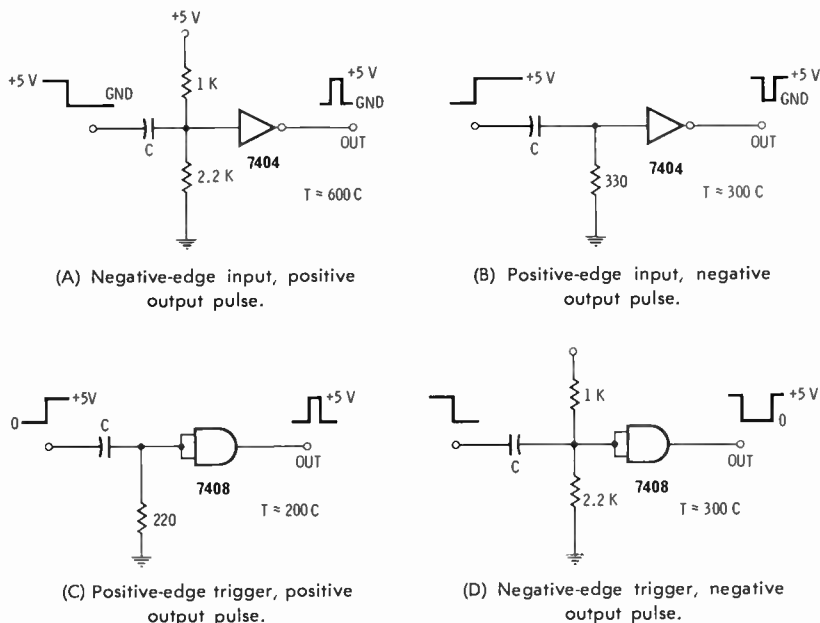 +5 V
+5 V
GND
1 K
+5 V
GND
C
7404
OUT
2.2 K
T ≈ 600 C
(A) Negative-edge input, positive
output pulse.
+5 V
+5 V
GND
C
7404
OUT
330
T ≈ 300 C
(B) Positive-edge input, negative
output pulse.
0
+5V
C
+5 V
7408
OUT
220
T ≈ 200 C
(C) Positive-edge trigger, positive
output pulse.
1 K
+5 V
0
C
7408
OUT
2.2 K
T ≈ 300 C
(D) Negative-edge trigger, negative
output pulse.